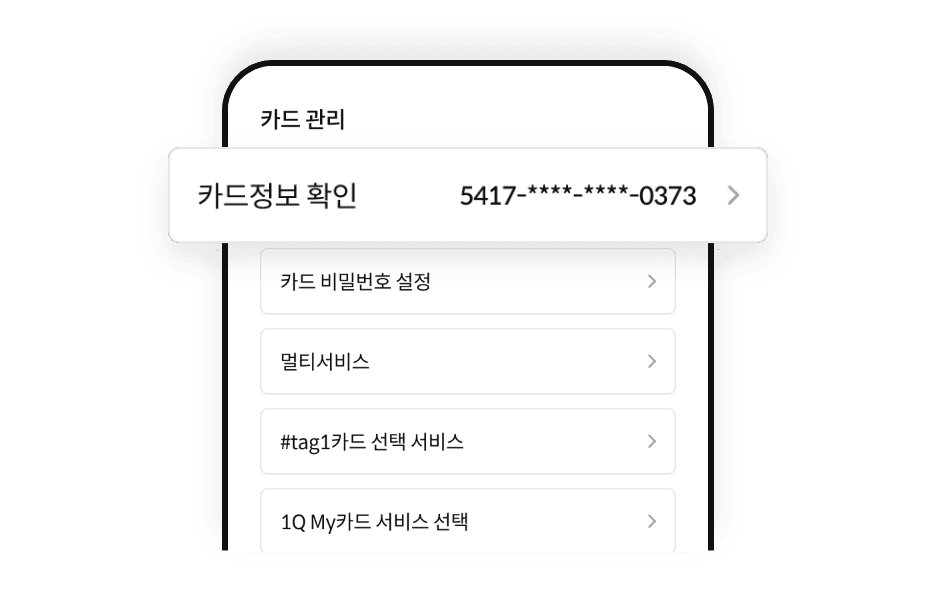 카드 관리
카드정보 확인 5417-****-****-0373
카드 비밀번호 설정
멀티서비스
#tag1카드 선택 서비스
1Q My카드 서비스 선택